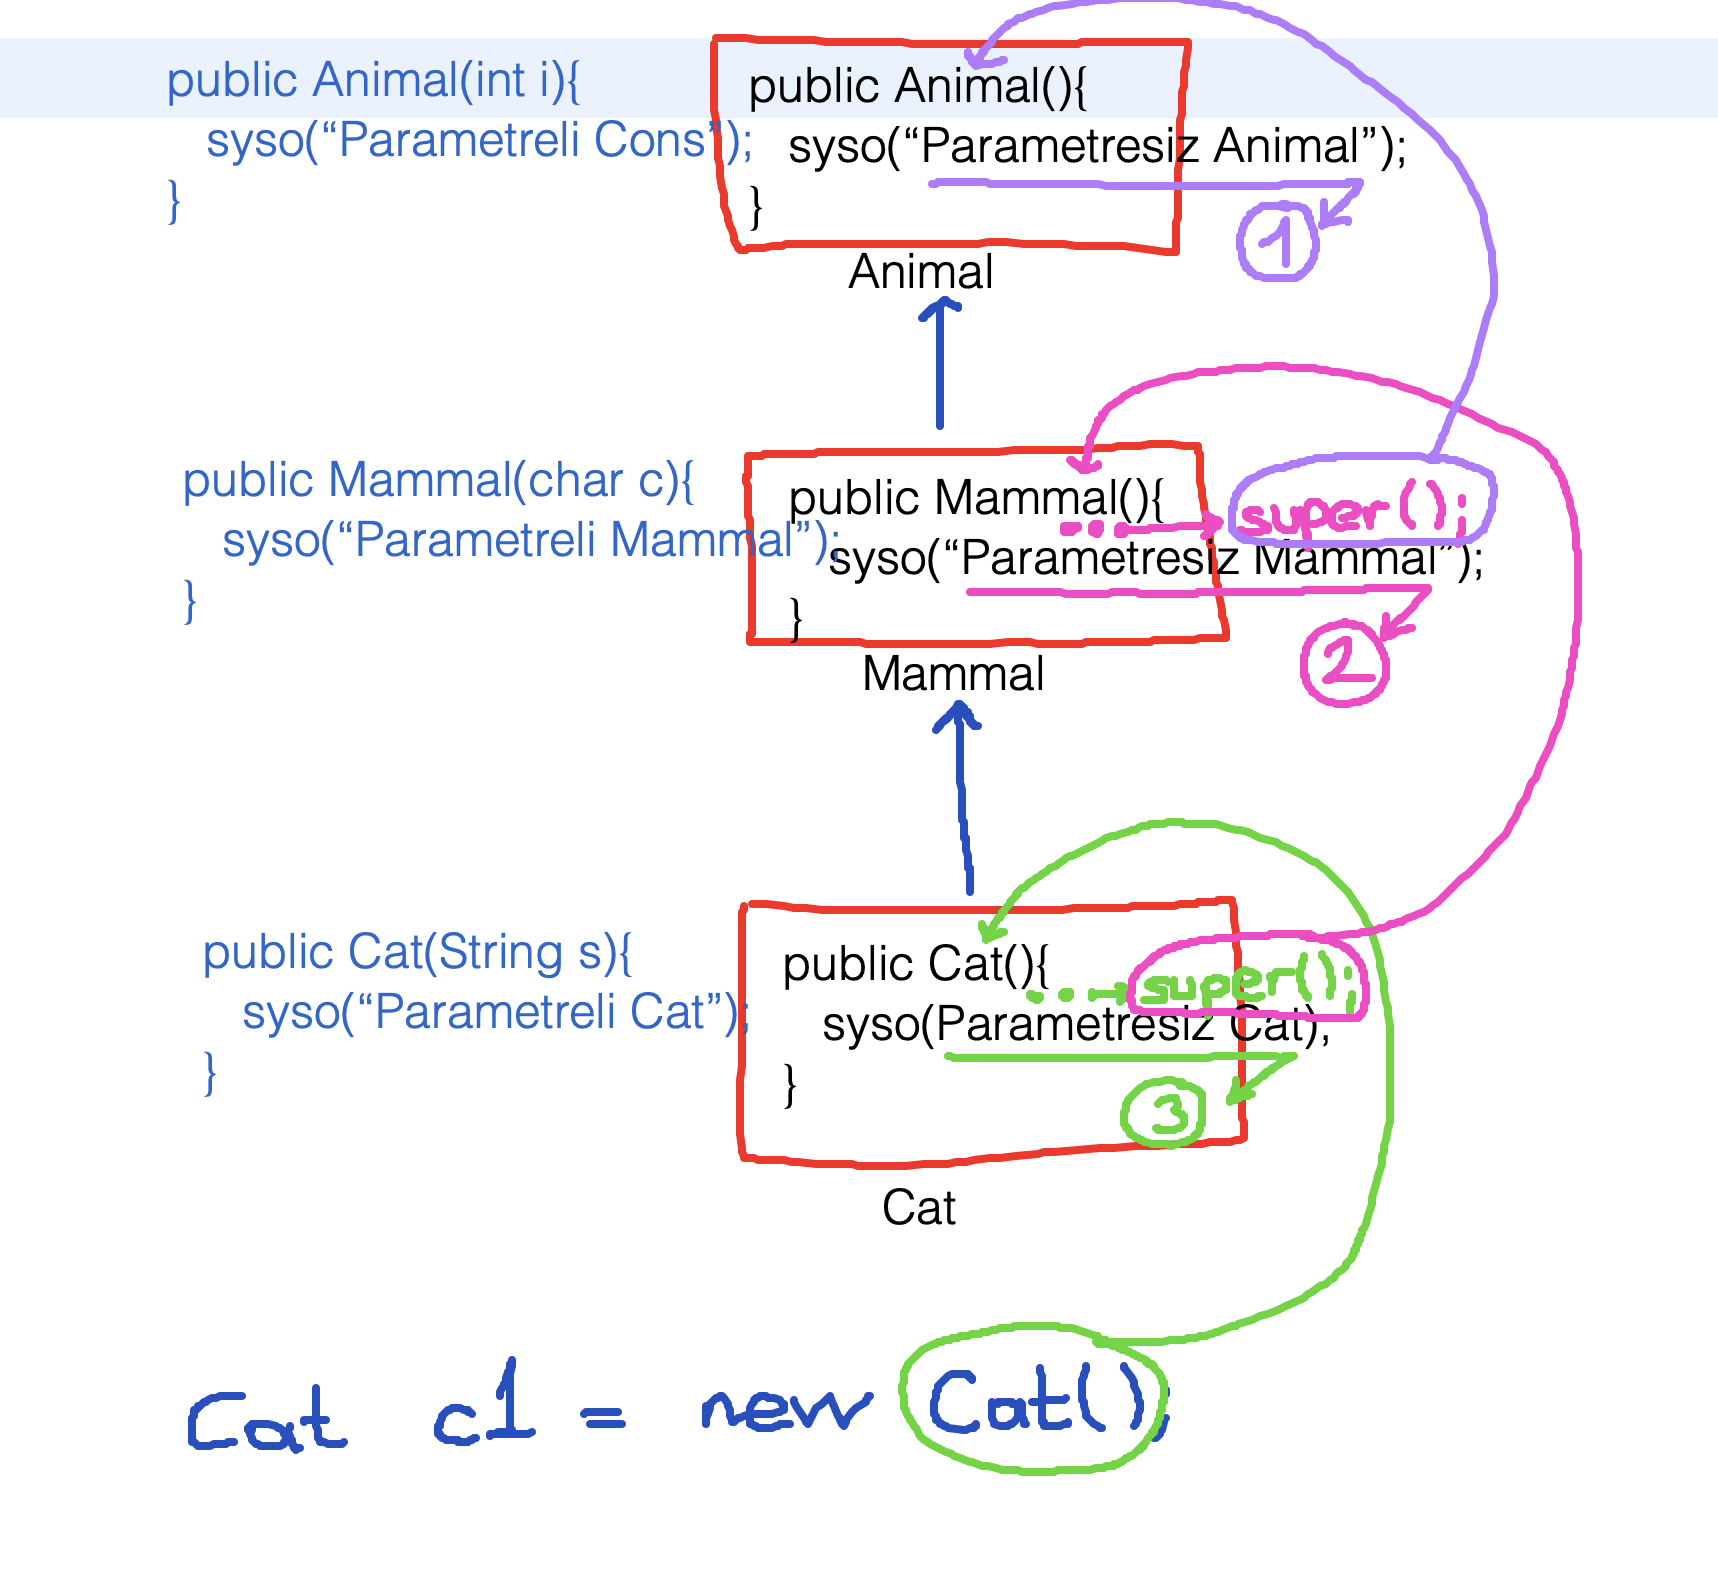 public Animal(int i){
syso(“Parametreli Cons”);
}
public Animal(){
syso(“Parametresiz Animal”);
}
1
Animal
public Mammal(char c){
syso(“Parametreli Mammal”);
}
public Mammal(){
super();
syso(“Parametresiz Mammal”);
}
2
Mammal
public Cat(String s){
syso(“Parametreli Cat”);
}
public Cat(){
super();
syso(Parametresiz Cat);
}
3
Cat
Cat c1 = new Cat();